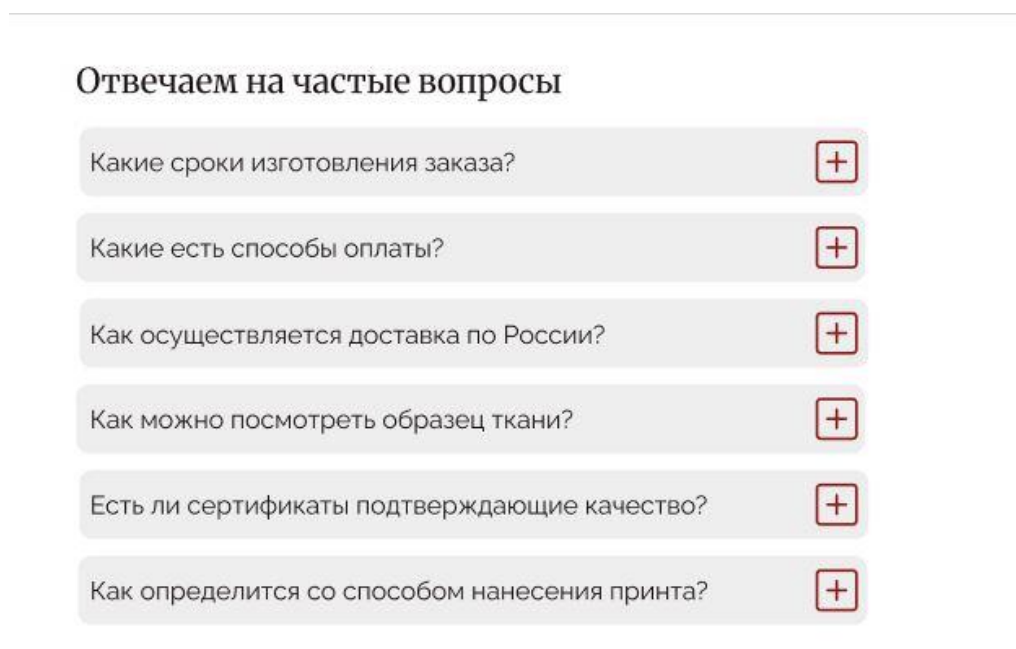 Отвечаем на частые вопросы
Какие сроки изготовления заказа?
Какие есть способы оплаты?
Как осуществляется доставка по России?
Как можно посмотреть образец ткани?
Есть ли сертификаты подтверждающие качество?
Как определится со способом нанесения принта?